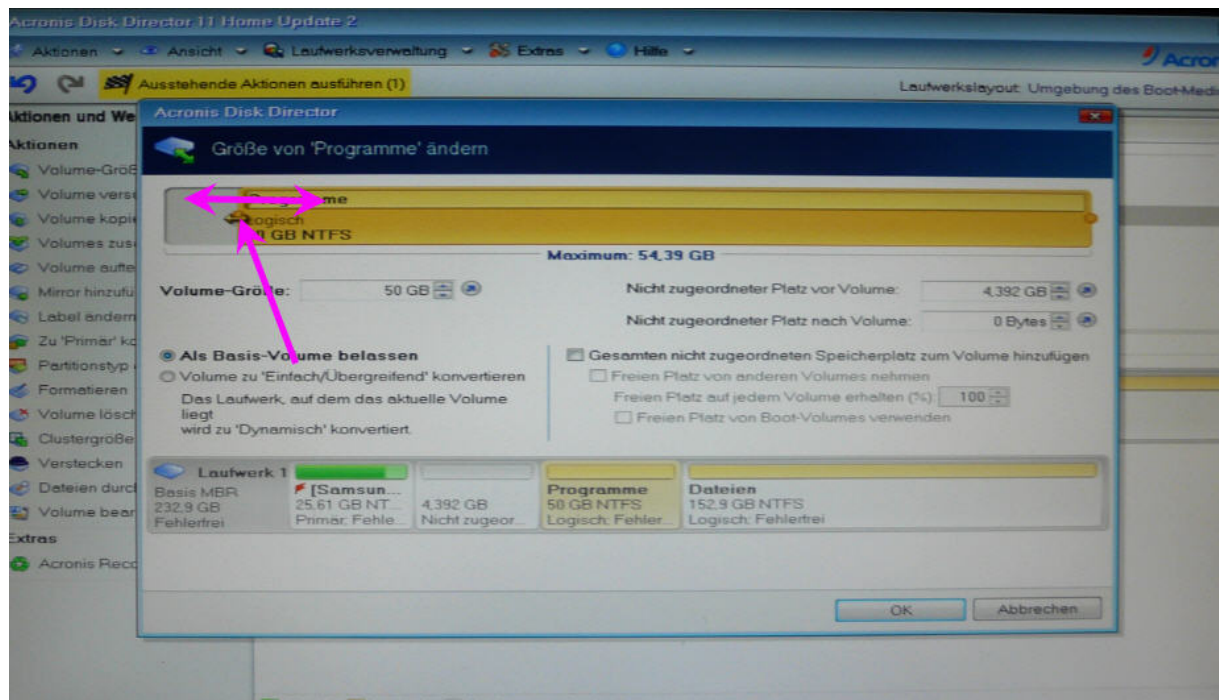 Acronis Disk Director 11 Home Update 2
Aktionen Ansicht Laufwerksverwaltung Extras Hilfe
Acron
Ausstehende Aktionen ausführen (1)
Laufwerkslayout: Umgebung des Boot-Medi
Aktionen und We
Acronis Disk Director
Aktionen
Größe von 'Programme' ändern
Volume-Größ
Volume versc
Volume kopie
Volumes zus
Volume aufte
Mirror hinzufü
Label ändern
Zu 'Primär' ko
Partitionstyp
Formatieren
Volume lösch
Clustergröße
Verstecken
Dateien durch
Volume bear
Extras
Acronis Reco
Logisch
GB NTFS
Maximum: 54,39 GB
Volume-Größe: 50 GB
Nicht zugeordneter Platz vor Volume: 4,392 GB
Nicht zugeordneter Platz nach Volume: 0 Bytes
Als Basis-Volume belassen
Volume zu 'Einfach/Übergreifend' konvertieren
Das Laufwerk, auf dem das aktuelle Volume
liegt
wird zu 'Dynamisch' konvertiert.
Gesamten nicht zugeordneten Speicherplatz zum Volume hinzufügen
Freien Platz von anderen Volumes nehmen
Freien Platz auf jedem Volume erhalten (%): 100
Freien Platz von Boot-Volumes verwenden
Laufwerk 1
Basis MBR
232,9 GB
Fehlerfrei
[Samsun...
25,61 GB NT...
Primär: Fehle...
4,392 GB
Nicht zugeor...
Programme
50 GB NTFS
Logisch: Fehler...
Dateien
152,9 GB NTFS
Logisch: Fehlerfrei
OK
Abbrechen